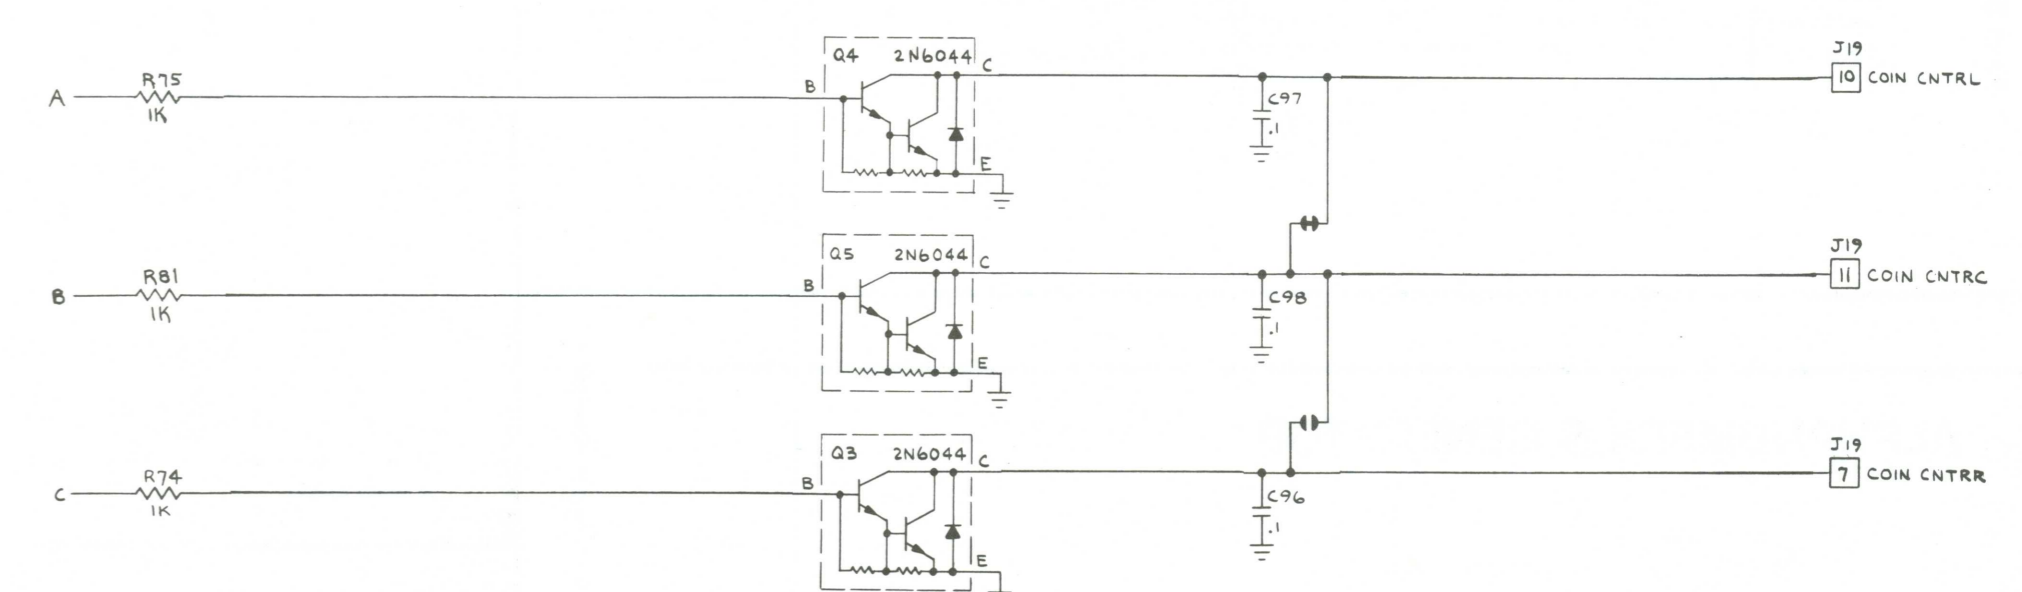 J19
Q4 2N6044 C
R75 B 10 COIN CNTRL
A C97
1K .1
E
J19
Q5 2N6044 C
R81 B 11 COIN CNTRC
B C98
1K .1
E
J19
Q3 2N6044 C
R74 B 7 COIN CNTRR
C C96
1K .1
E